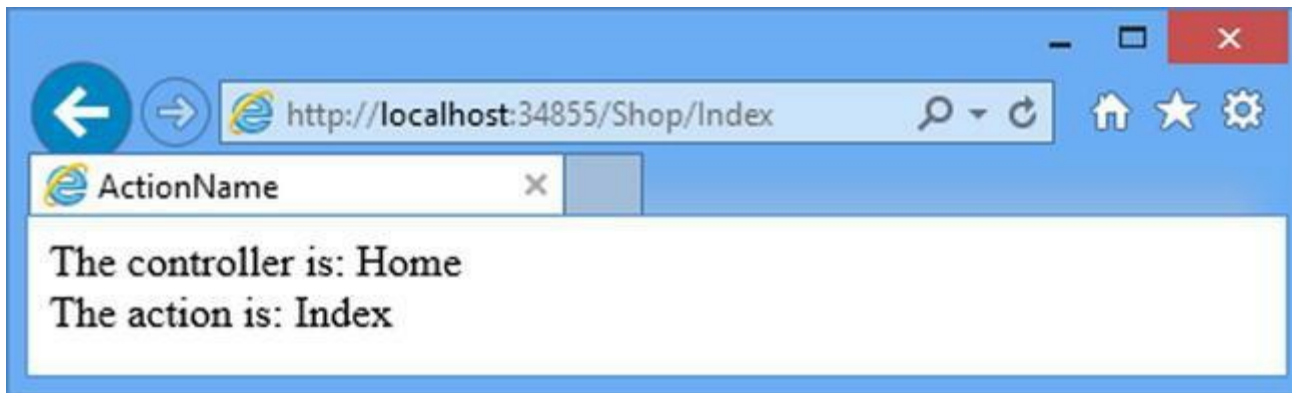 http://localhost:34855/Shop/Index
ActionName
The controller is: Home
The action is: Index